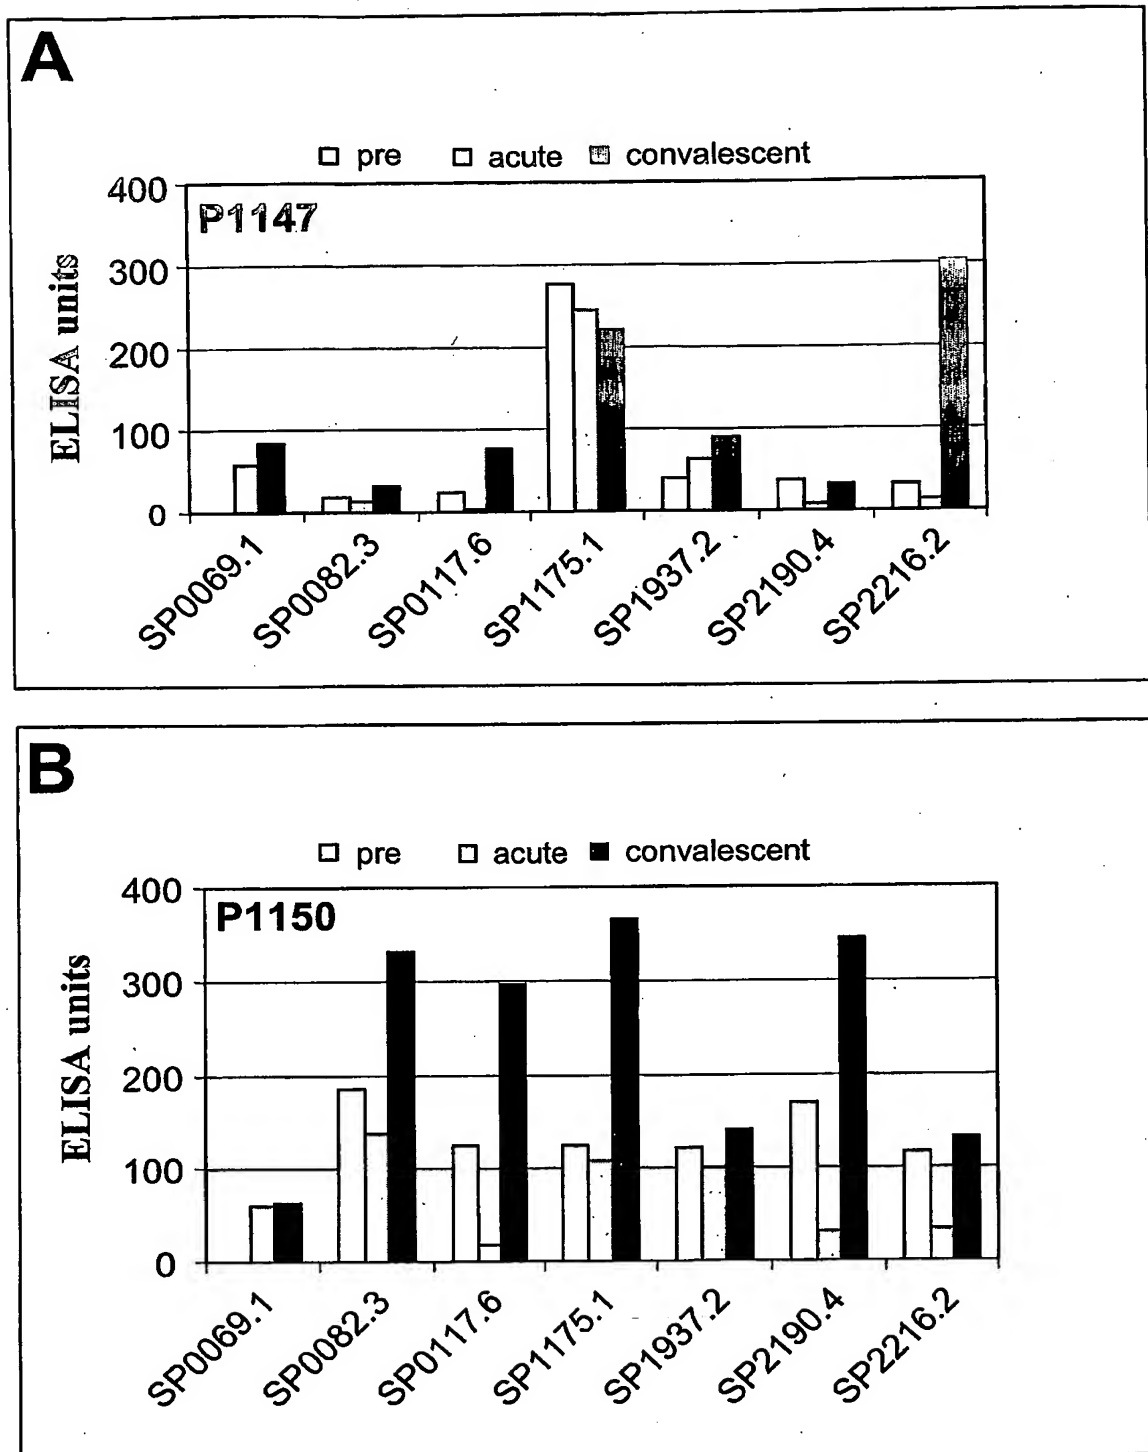 A
pre acute convalescent
400
P1147
300
200
100
0
ELISA units
SP0069.1 SP0082.3 SP0117.6 SP1175.1 SP1937.2 SP2190.4 SP2216.2
B
pre acute convalescent
400
P1150
300
200
100
0
ELISA units
SP0069.1 SP0082.3 SP0117.6 SP1175.1 SP1937.2 SP2190.4 SP2216.2